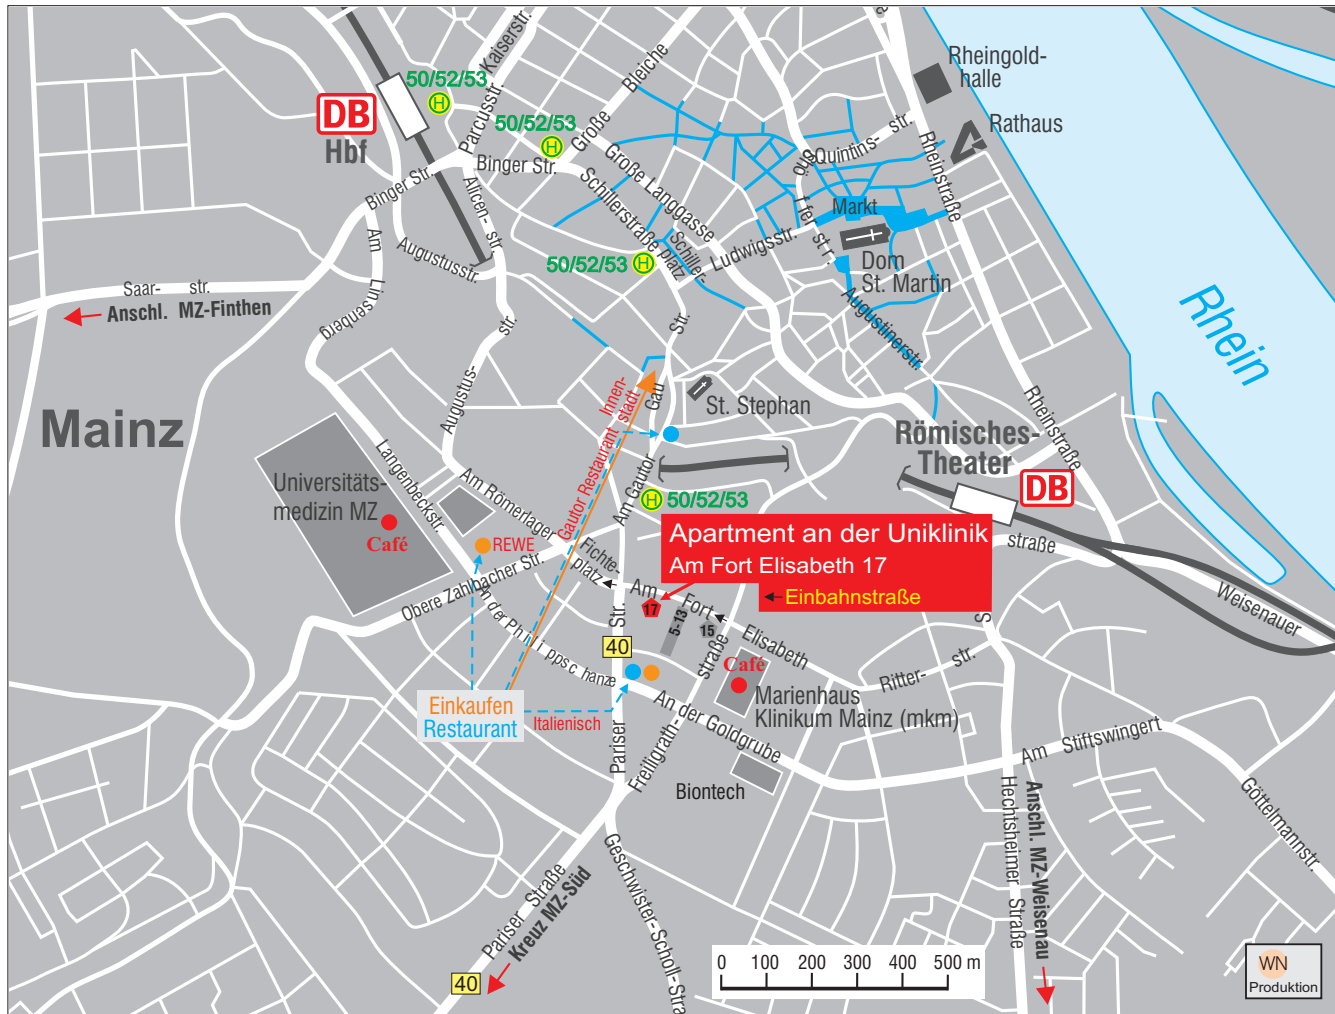 Kaiserstr.
Parcusstr.
Bleiche
Große
50/52/53
H
DB
Hbf
50/52/53
H
Binger Str.
Binger Str.
Alicen- str.
Schillerstraße
Große Langgasse
Quintins- str.
Rheingold-
halle
Rathaus
Rheinstraße
Markt
Schiller-
platz
50/52/53
H
Ludwigsstr.
Dom
St. Martin
Am Linsenberg
Augustusstr.
Saar- str.
Anschl. MZ-Finthen
Augustinerstr.
Rhein
Augustus- str.
Gau Str.
Innen-
stadt
St. Stephan
Rheinstraße
Mainz
Römisches-
Theater
DB
Universitäts-
medizin MZ
Café
Langenbeckstr.
Am Römerlager
Gautor Restaurant
Am Gautor
H
50/52/53
REWE
Apartment an der Uniklinik
Am Fort Elisabeth 17
Einbahnstraße
straße
Weisenauer
Obere Zahlbacher Str.
Fichte-
platz
Am Fort Elisabeth
17
5-13
15
An der Philippschanze
Pariser Str.
40
Café
Marienhaus
Klinikum Mainz (mkm)
Ritter- str.
Einkaufen
Restaurant
Italienisch
An der Goldgrube
Freiligrath- straße
Biontech
Am Stiftswingert
Göttelmannstr.
Hechtsheimer Straße
Anschl. MZ-Weisenau
Geschwister-Scholl-Stra
Pariser Straße
Kreuz MZ-Süd
40
0 100 200 300 400 500 m
WN
Produktion